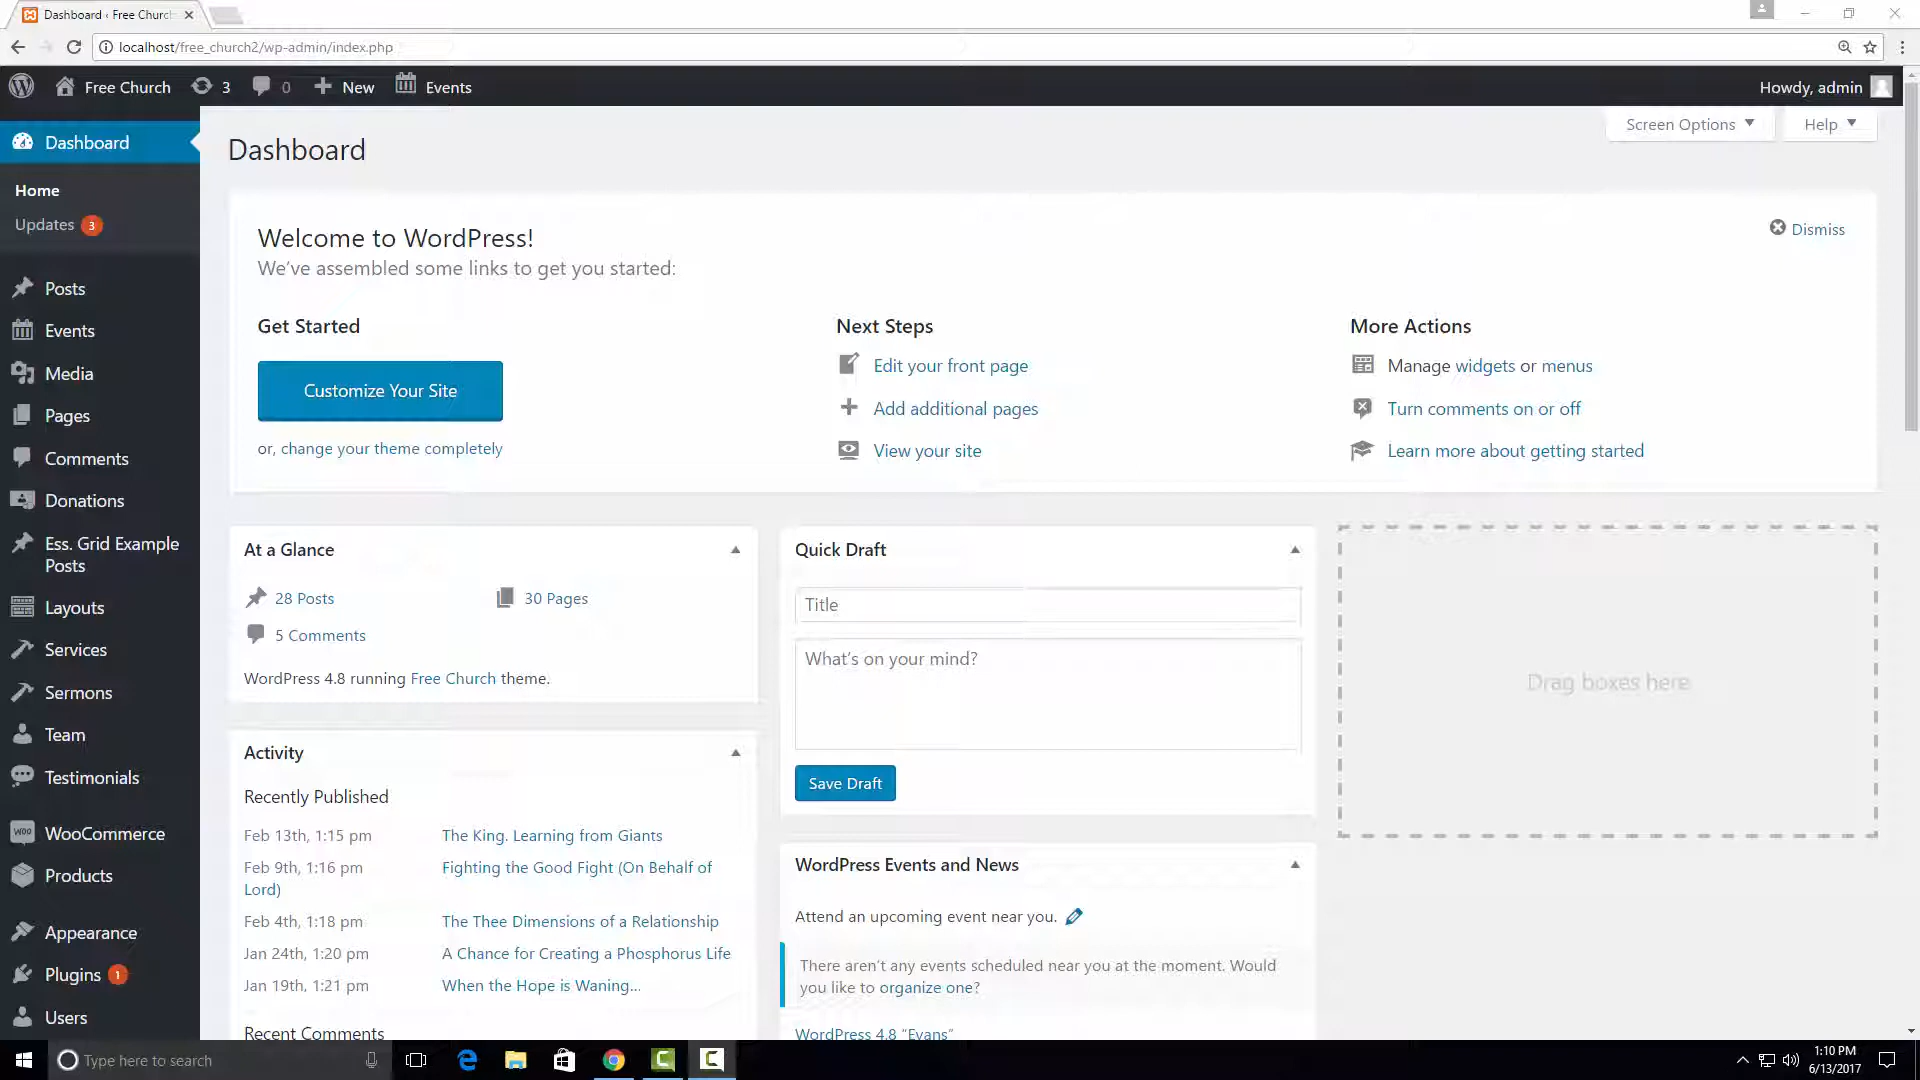 Dashboard ‹ Free Church
localhost/free_church2/wp-admin/index.php
Free Church 3 0 New Events Howdy, admin
Screen Options Help
Dashboard
Home
Updates 3
Posts
Events
Media
Pages
Comments
Donations
Ess. Grid Example
Posts
Layouts
Services
Sermons
Team
Testimonials
WooCommerce
Products
Appearance
Plugins 1
Users
Dashboard
Welcome to WordPress!
We've assembled some links to get you started:
Dismiss
Get Started
Customize Your Site
or, change your theme completely
Next Steps
Edit your front page
Add additional pages
View your site
More Actions
Manage widgets or menus
Turn comments on or off
Learn more about getting started
At a Glance
28 Posts 30 Pages
5 Comments
WordPress 4.8 running Free Church theme.
Activity
Recently Published
Feb 13th, 1:15 pm The King. Learning from Giants
Feb 9th, 1:16 pm Fighting the Good Fight (On Behalf of
Lord)
Feb 4th, 1:18 pm The Thee Dimensions of a Relationship
Jan 24th, 1:20 pm A Chance for Creating a Phosphorus Life
Jan 19th, 1:21 pm When the Hope is Waning...
Recent Comments
Quick Draft
Title
What's on your mind?
Save Draft
WordPress Events and News
Attend an upcoming event near you.
There aren't any events scheduled near you at the moment. Would
you like to organize one?
WordPress 4.8 "Evans"
Drag boxes here
Type here to search
1:10 PM
6/13/2017